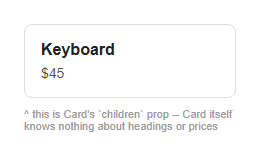 Keyboard
$45
^ this is Card's `children` prop -- Card itself
knows nothing about headings or prices